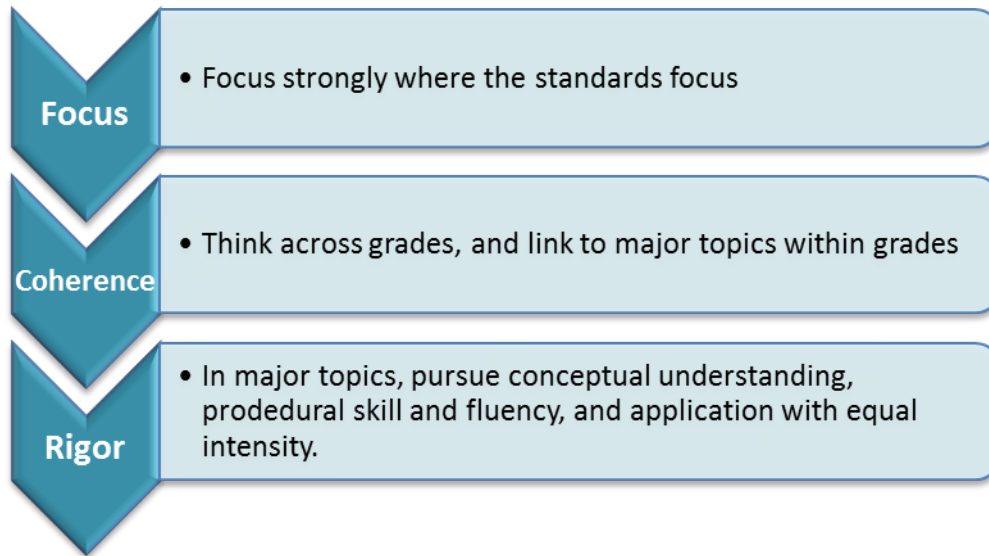 Focus
• Focus strongly where the standards focus
Coherence
• Think across grades, and link to major topics within grades
Rigor
• In major topics, pursue conceptual understanding,
prodedural skill and fluency, and application with equal
intensity.